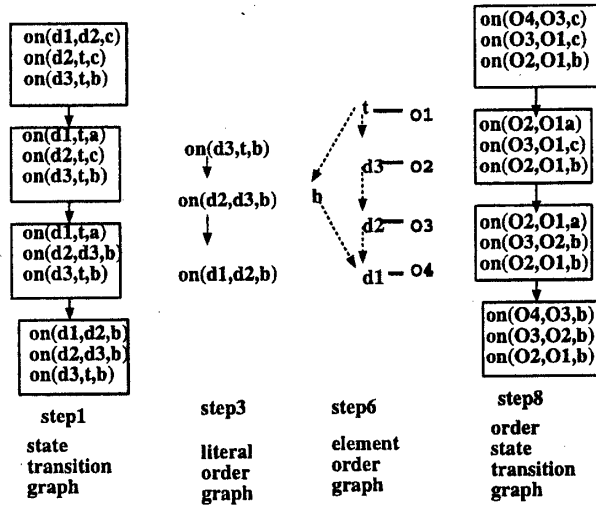 on(d1,d2,c)
on(d2,t,c)
on(d3,t,b)
on(d1,t,a)
on(d2,t,c)
on(d3,t,b)
on(d1,t,a)
on(d2,d3,b)
on(d3,t,b)
on(d1,d2,b)
on(d2,d3,b)
on(d3,t,b)
step1
state
transition
graph
on(d3,t,b)
on(d2,d3,b)
on(d1,d2,b)
step3
literal
order
graph
t O1
d3 O2
b
d2 O3
d1 O4
step6
element
order
graph
on(O4,O3,c)
on(O3,O1,c)
on(O2,O1,b)
on(O2,O1a)
on(O3,O1,c)
on(O2,O1,b)
on(O2,O1,a)
on(O3,O2,b)
on(O2,O1,b)
on(O4,O3,b)
on(O3,O2,b)
on(O2,O1,b)
step8
order
state
transition
graph